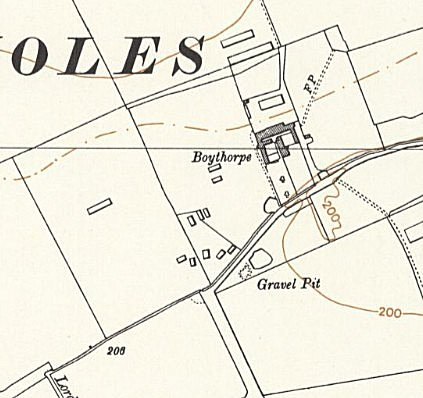 OLES
F.P.
Boythorpe
200
Gravel Pit
200
206